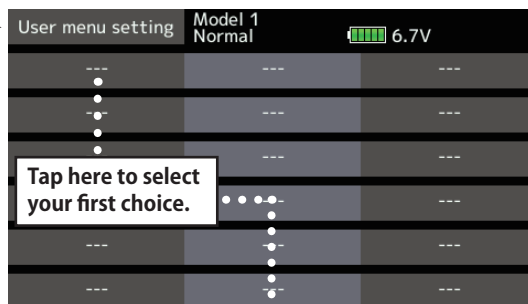 User menu setting
Model 1
Normal
6.7V
--- --- ---
--- --- ---
--- ---
Tap here to select
your first choice.
--- ---
--- --- ---
--- --- ---